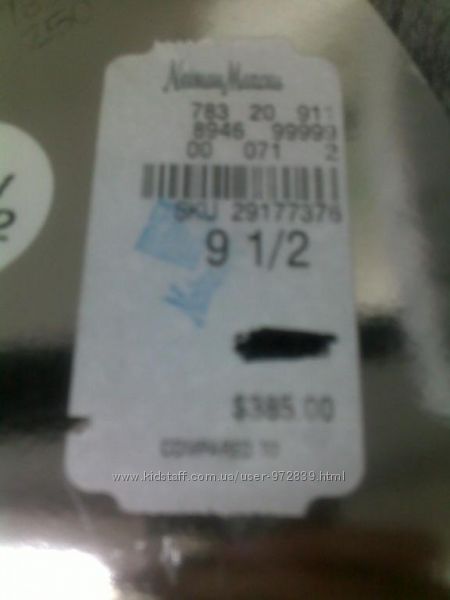 Neiman Marcus
783 20 911
8946 99999
00 071 2
SKU 29177378
9 1/2
$385.00
COMPARED TO
www.kidstaff.com.ua/user-972839.html